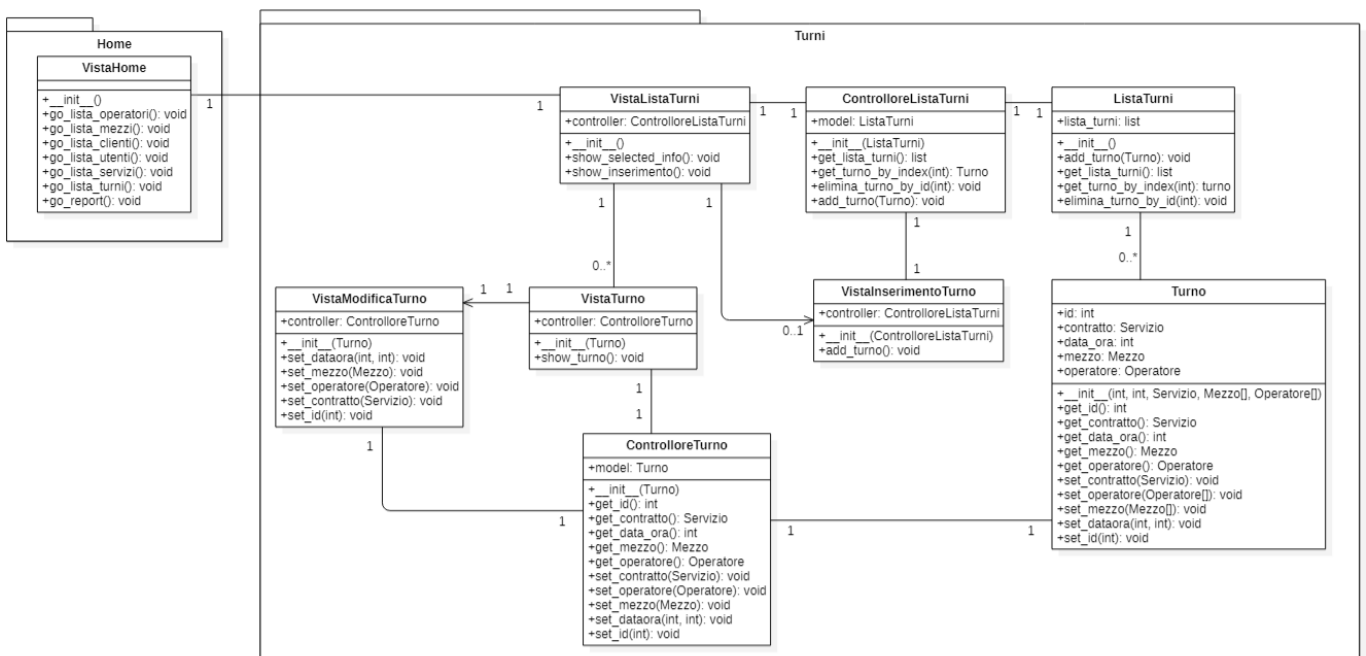 Home
VistaHome
+__init__()
+go_lista_operatori(): void
+go_lista_mezzi(): void
+go_lista_clienti(): void
+go_lista_utenti(): void
+go_lista_servizi(): void
+go_lista_turni(): void
+go_report(): void
1
1
Turni
VistaListaTurni
+controller: ControlloreListaTurni
+__init__()
+show_selected_info(): void
+show_inserimento(): void
1
1
ControlloreListaTurni
+model: ListaTurni
+__init__(ListaTurni)
+get_lista_turni(): list
+get_turno_by_index(int): Turno
+elimina_turno_by_id(int): void
+add_turno(Turno): void
1
1
ListaTurni
+lista_turni: list
+__init__()
+add_turno(Turno): void
+get_lista_turni(): list
+get_turno_by_index(int): turno
+elimina_turno_by_id(int): void
1
0..*
1
0..1
1
1
1
0..*
VistaModificaTurno
+controller: ControlloreTurno
+__init__(Turno)
+set_dataora(int, int): void
+set_mezzo(Mezzo): void
+set_operatore(Operatore): void
+set_contratto(Servizio): void
+set_id(int): void
1
1
VistaTurno
+controller: ControlloreTurno
+__init__(Turno)
+show_turno(): void
VistaInserimentoTurno
+controller: ControlloreListaTurni
+__init__(ControlloreListaTurni)
+add_turno(): void
Turno
+id: int
+contratto: Servizio
+data_ora: int
+mezzo: Mezzo
+operatore: Operatore
+__init__(int, int, Servizio, Mezzo[], Operatore[])
+get_id(): int
+get_contratto(): Servizio
+get_data_ora(): int
+get_mezzo(): Mezzo
+get_operatore(): Operatore
+set_contratto(Servizio): void
+set_operatore(Operatore[]): void
+set_mezzo(Mezzo[]): void
+set_dataora(int, int): void
+set_id(int): void
1
1
1
1
ControlloreTurno
+model: Turno
+__init__(Turno)
+get_id(): int
+get_contratto(): Servizio
+get_data_ora(): int
+get_mezzo(): Mezzo
+get_operatore(): Operatore
+set_contratto(Servizio): void
+set_operatore(Operatore): void
+set_mezzo(Mezzo): void
+set_dataora(int, int): void
+set_id(int): void
1
1